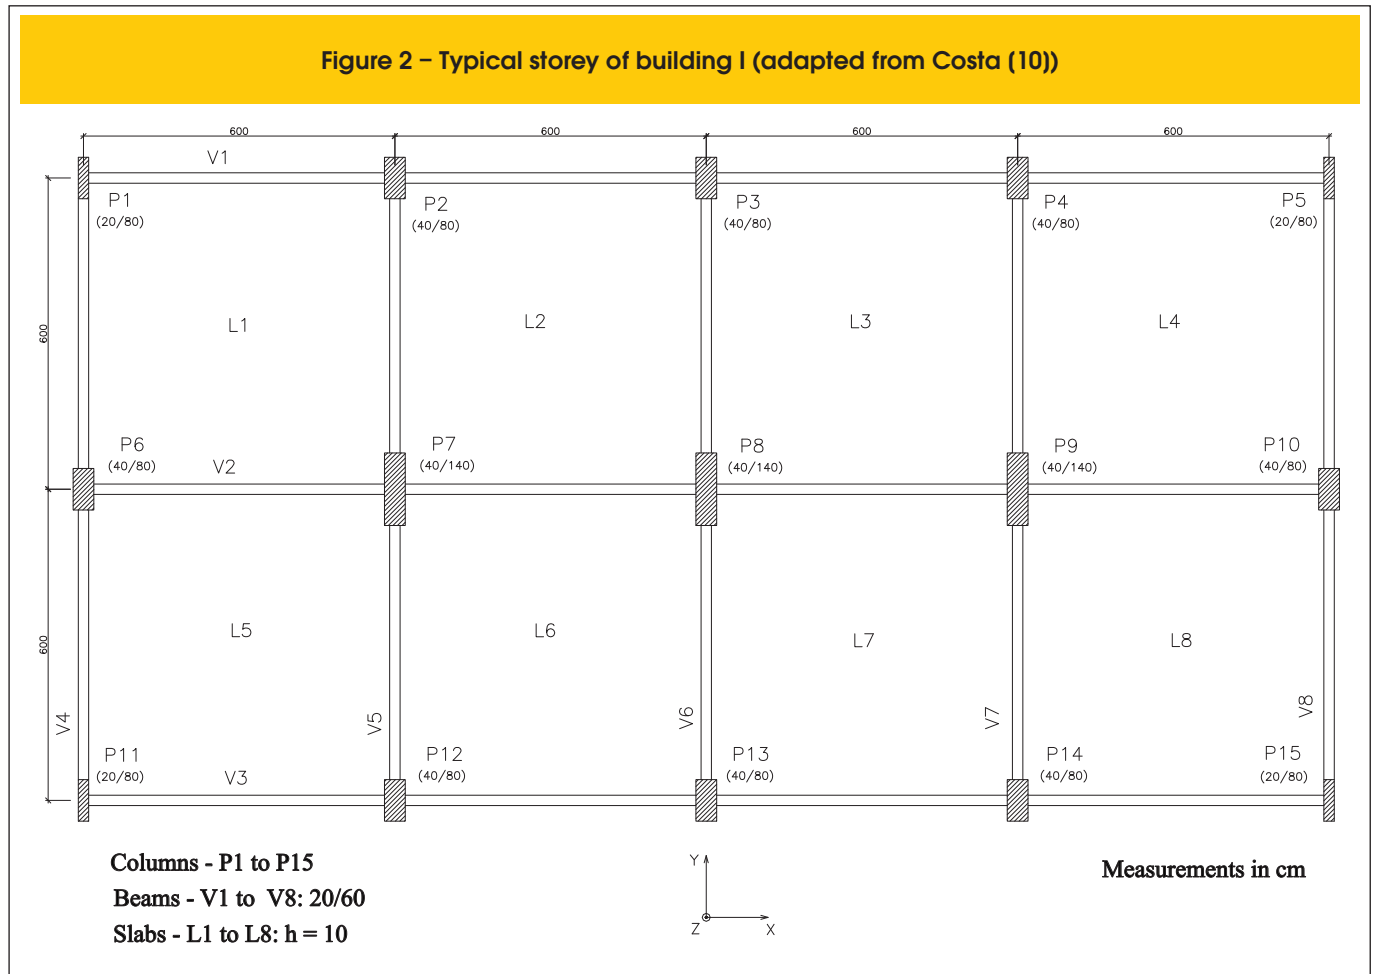 Figure 2 – Typical storey of building I (adapted from Costa (10))
600 600 600 600
V1
P1 P2 P3 P4 P5
(20/80) (40/80) (40/80) (40/80) (20/80)
600
L1 L2 L3 L4
P6 P7 P8 P9 P10
(40/80) (40/140) (40/140) (40/140) (40/80)
V2
600
L5 L6 L7 L8
V4 V5 V6 V7 V8
P11 P12 P13 P14 P15
(20/80) (40/80) (40/80) (40/80) (20/80)
V3
Columns - P1 to P15
Beams - V1 to V8: 20/60
Slabs - L1 to L8: h = 10
Y
Z X
Measurements in cm